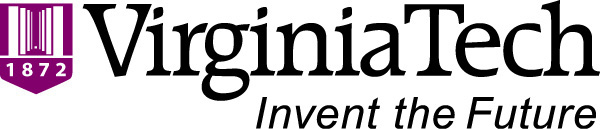 1872
VirginiaTech
Invent the Future